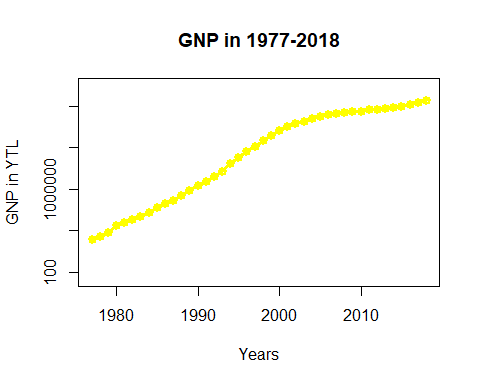 GNP in 1977-2018
GNP in YTL
1000000
100
1980 1990 2000 2010
Years